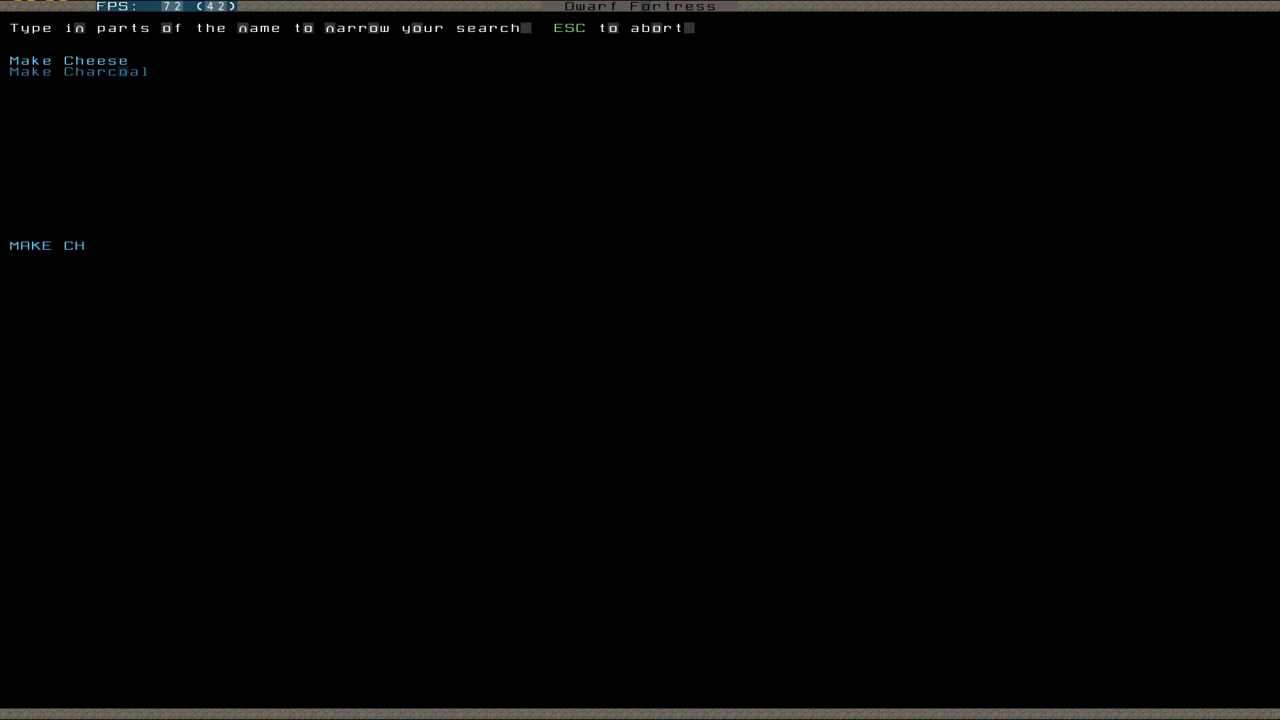 FPS: 72 (42) Dwarf Fortress
Type in parts of the name to narrow your search ESC to abort
Make Cheese
Make Charcoal
MAKE CH